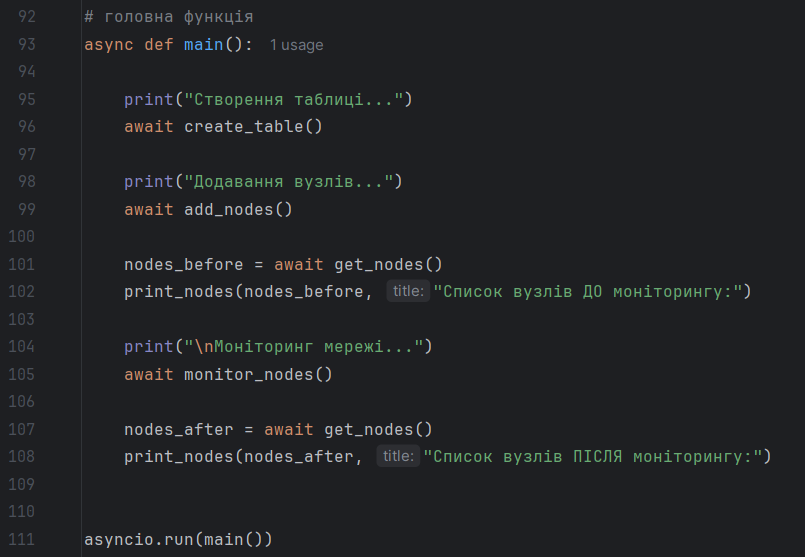 92 # головна функція
93 async def main(): 1 usage
94
95 print("Створення таблиці...")
96 await create_table()
97
98 print("Додавання вузлів...")
99 await add_nodes()
100
101 nodes_before = await get_nodes()
102 print_nodes(nodes_before, title: "Список вузлів ДО моніторингу:")
103
104 print("\nМоніторинг мережі...")
105 await monitor_nodes()
106
107 nodes_after = await get_nodes()
108 print_nodes(nodes_after, title: "Список вузлів ПІСЛЯ моніторингу:")
109
110
111 asyncio.run(main())